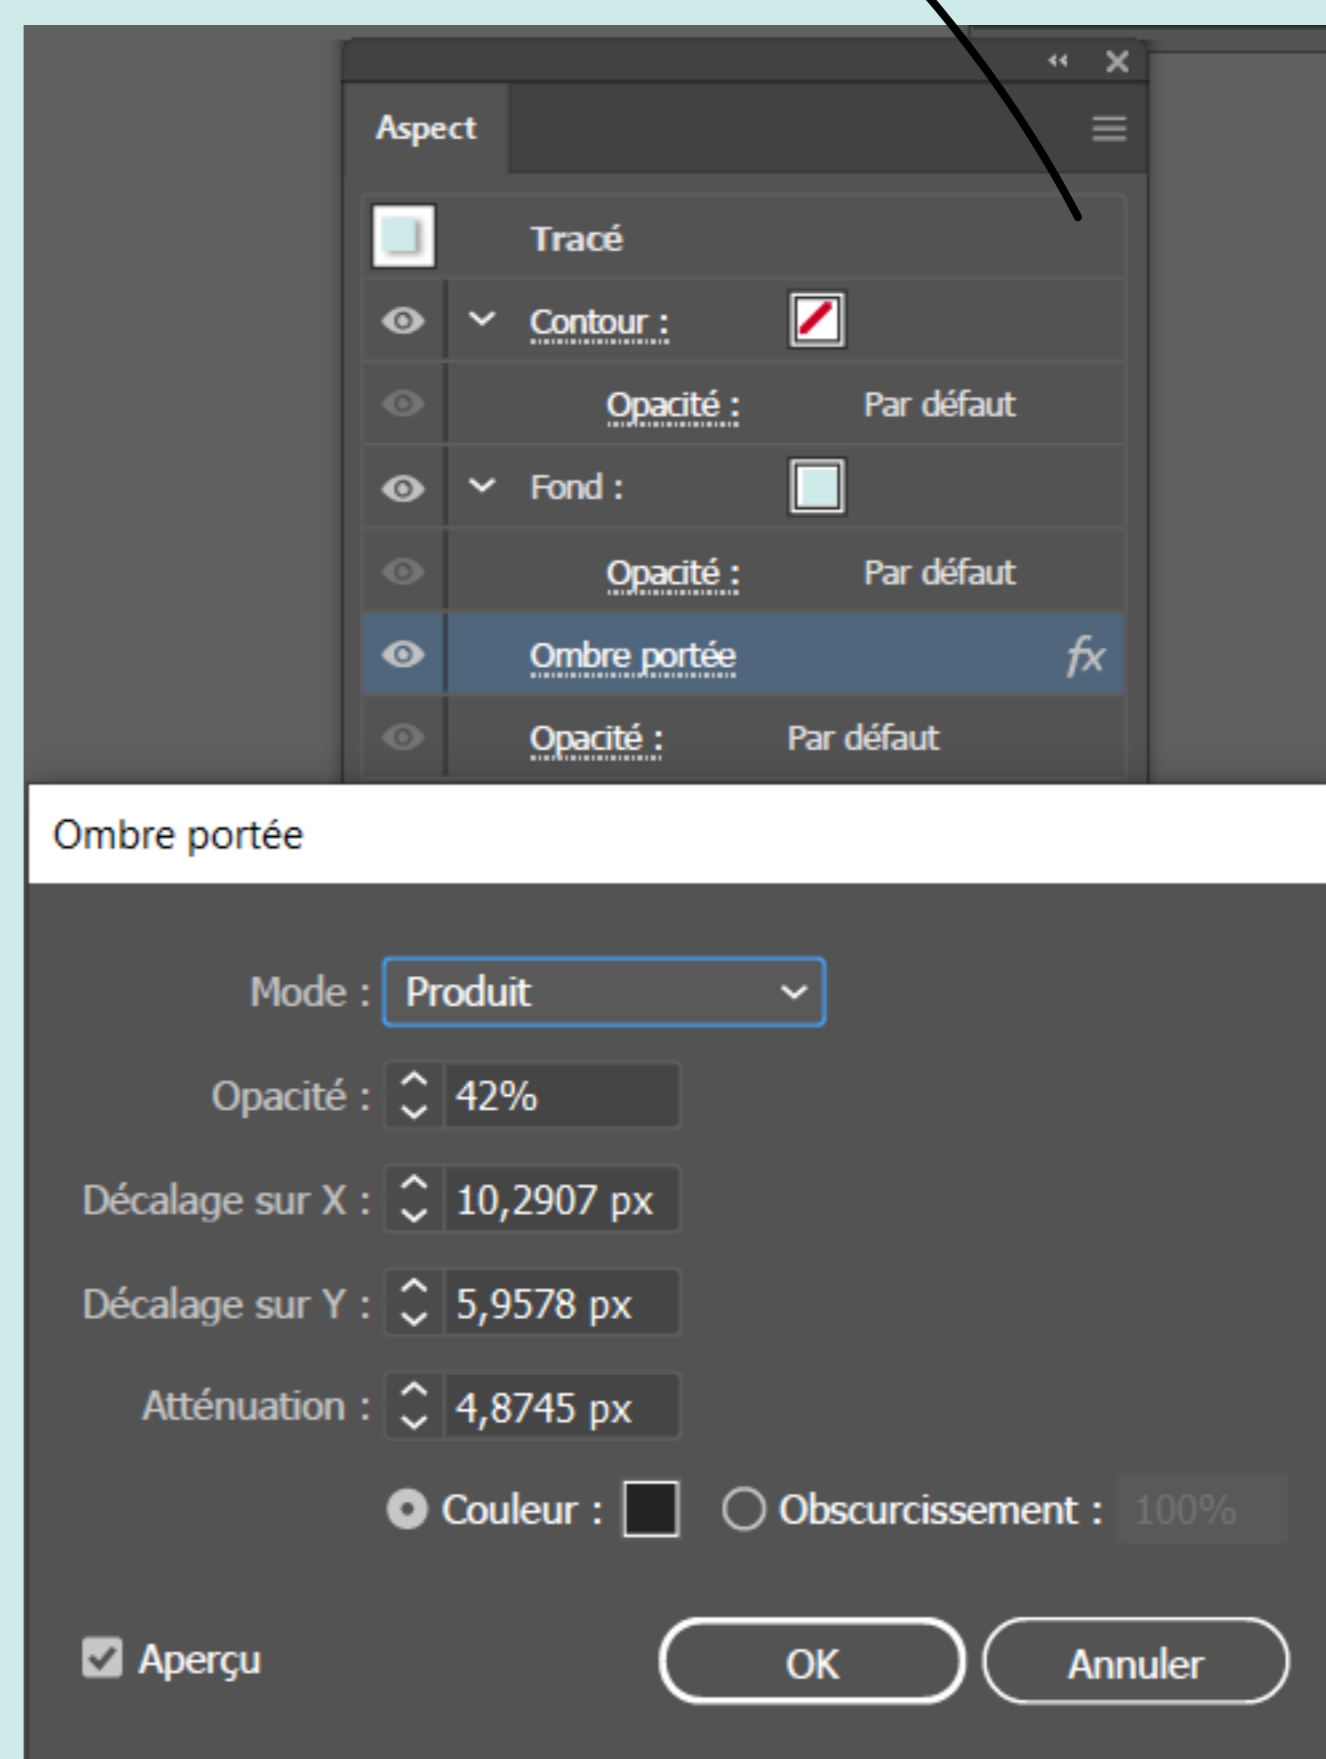 Aspect
Tracé
Contour :
Opacité : Par défaut
Fond :
Opacité : Par défaut
Ombre portée fx
Opacité : Par défaut
Ombre portée
Mode : Produit
Opacité : 42%
Décalage sur X : 10,2907 px
Décalage sur Y : 5,9578 px
Atténuation : 4,8745 px
Couleur : Obscurcissement : 100%
Aperçu OK Annuler